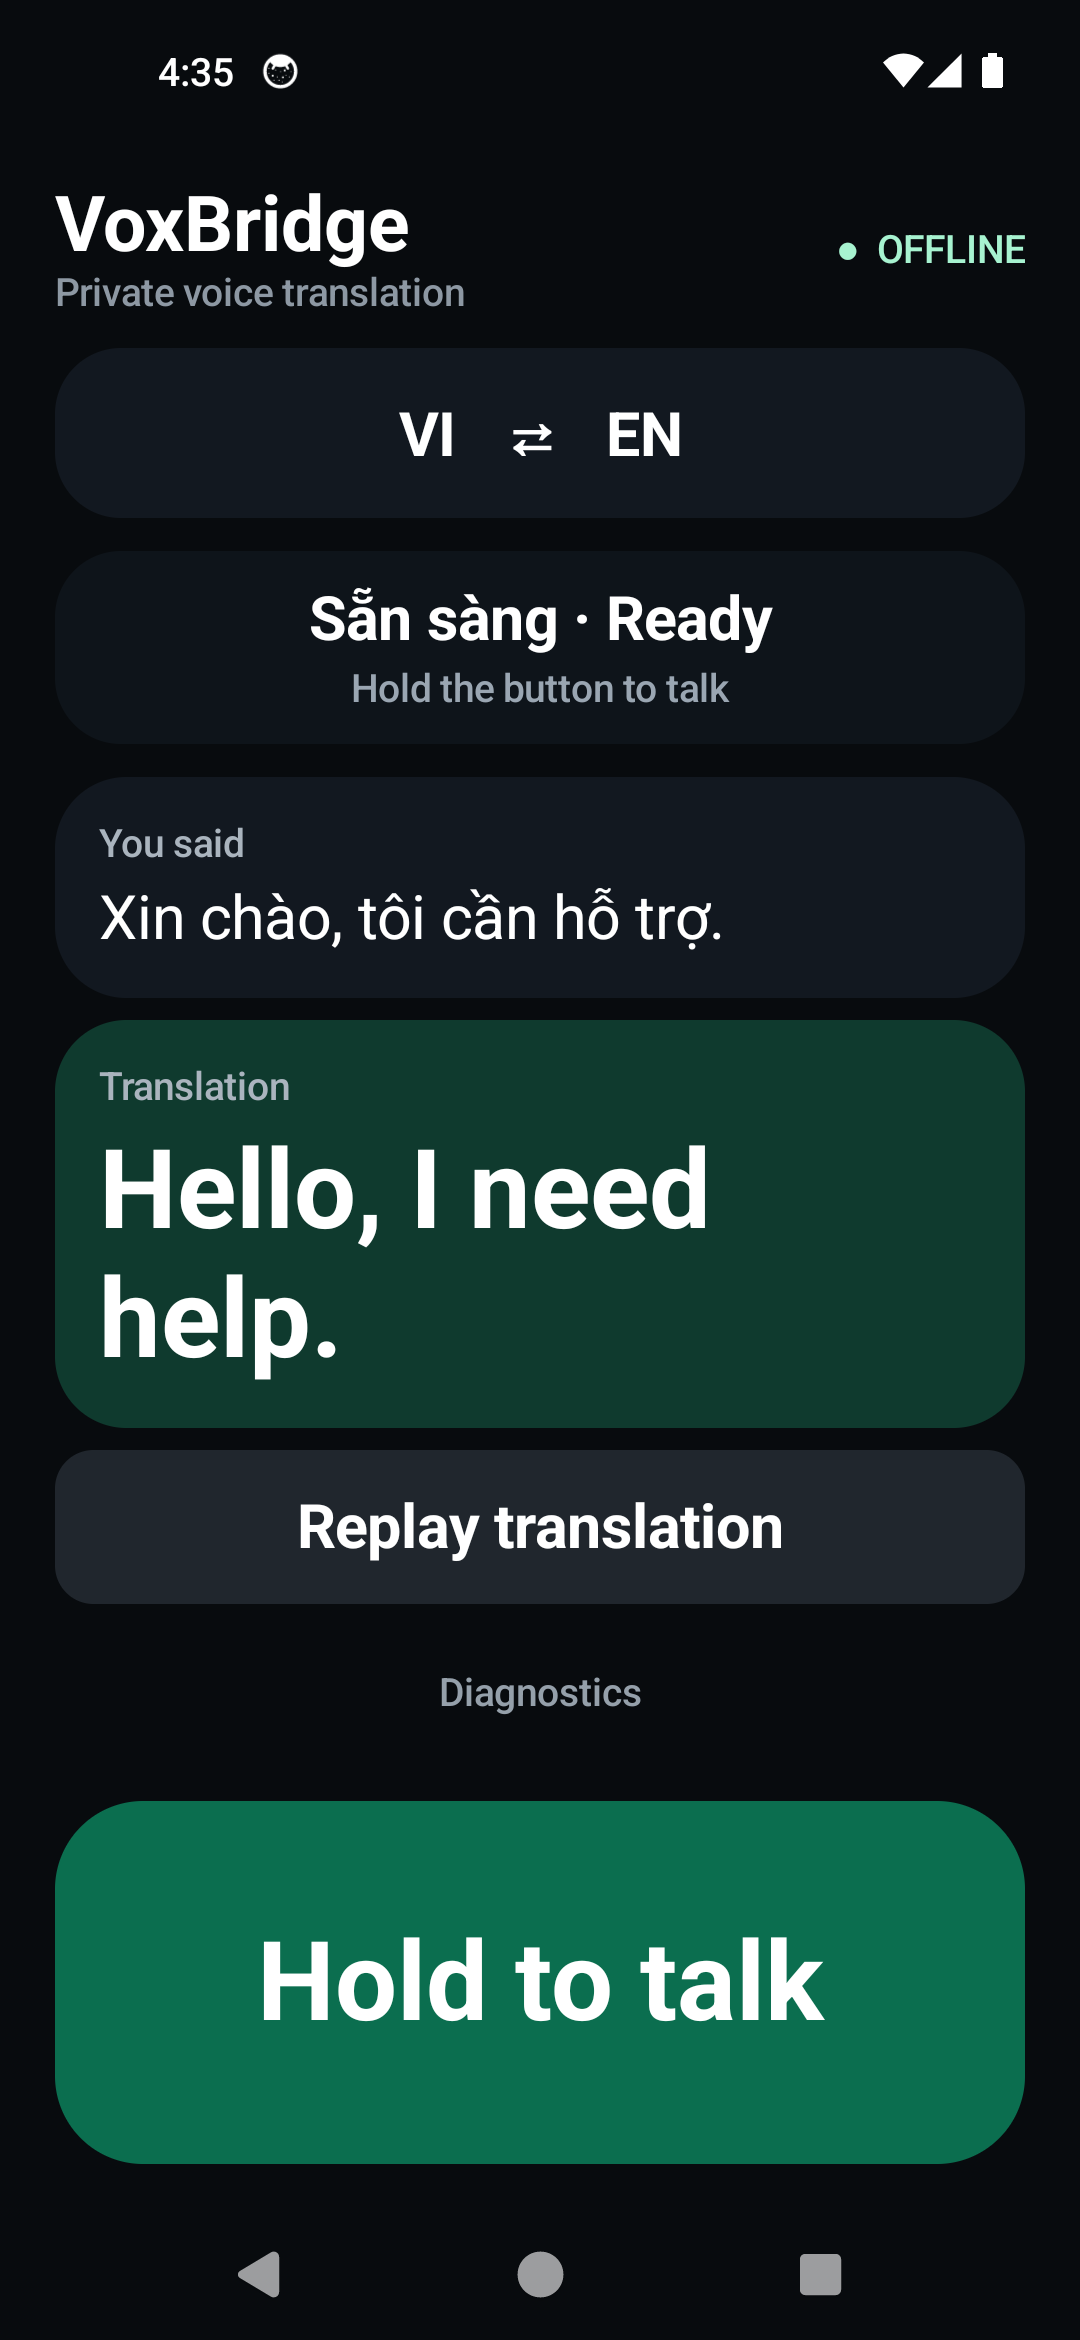 4:35
VoxBridge
Private voice translation
OFFLINE
VI ⇄ EN
Sẵn sàng · Ready
Hold the button to talk
You said
Xin chào, tôi cần hỗ trợ.
Translation
Hello, I need
help.
Replay translation
Diagnostics
Hold to talk